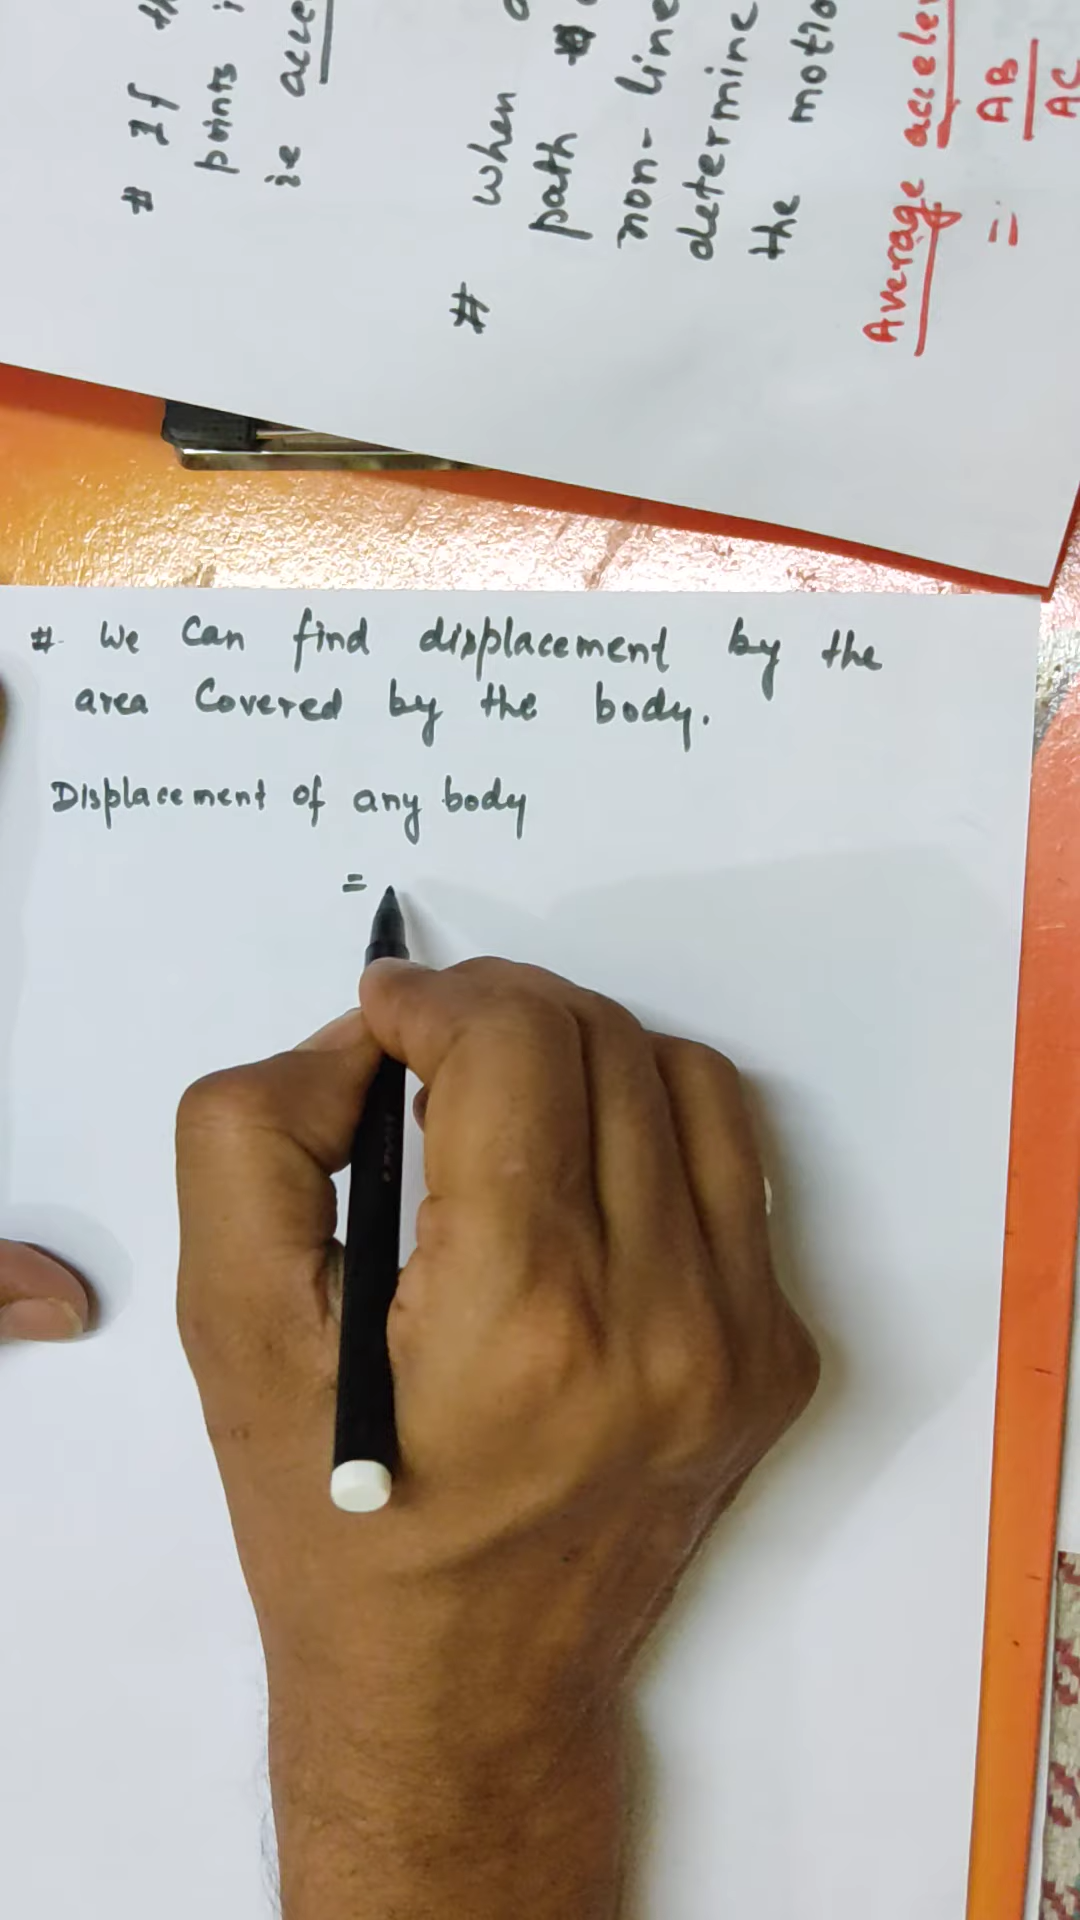 # If
points
ie acce
# when
path
non-line
determine
the motio
Average acceler
= AB
AC
# We can find displacement by the
area covered by the body.
Displacement of any body
=